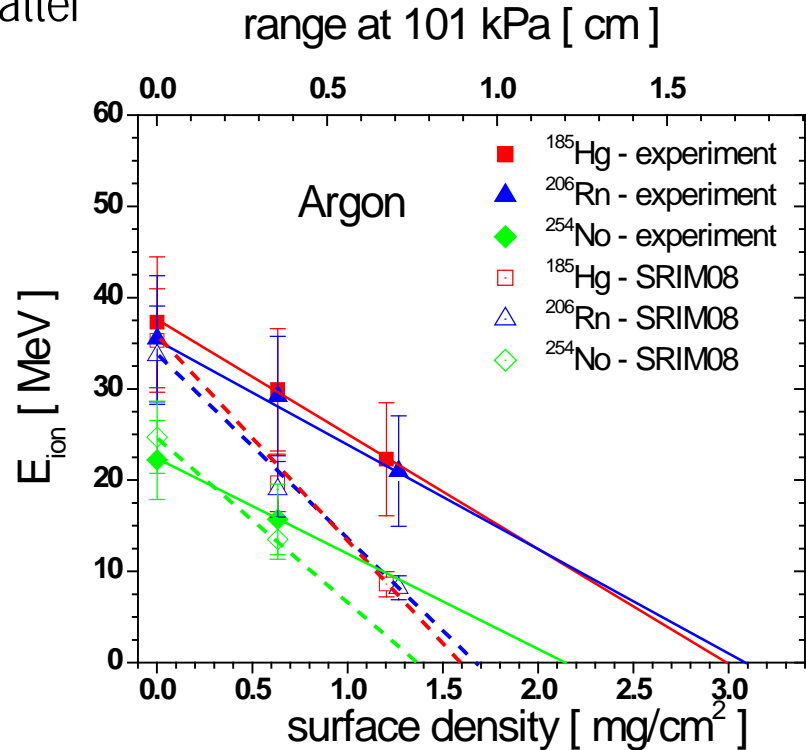 atter
range at 101 kPa [ cm ]
0.0 0.5 1.0 1.5
60
50
40
30
20
10
0
E_ion [ MeV ]
Argon
¹⁸⁵Hg - experiment
²⁰⁶Rn - experiment
²⁵⁴No - experiment
¹⁸⁵Hg - SRIM08
²⁰⁶Rn - SRIM08
²⁵⁴No - SRIM08
0.0 0.5 1.0 1.5 2.0 2.5 3.0
surface density [ mg/cm² ]